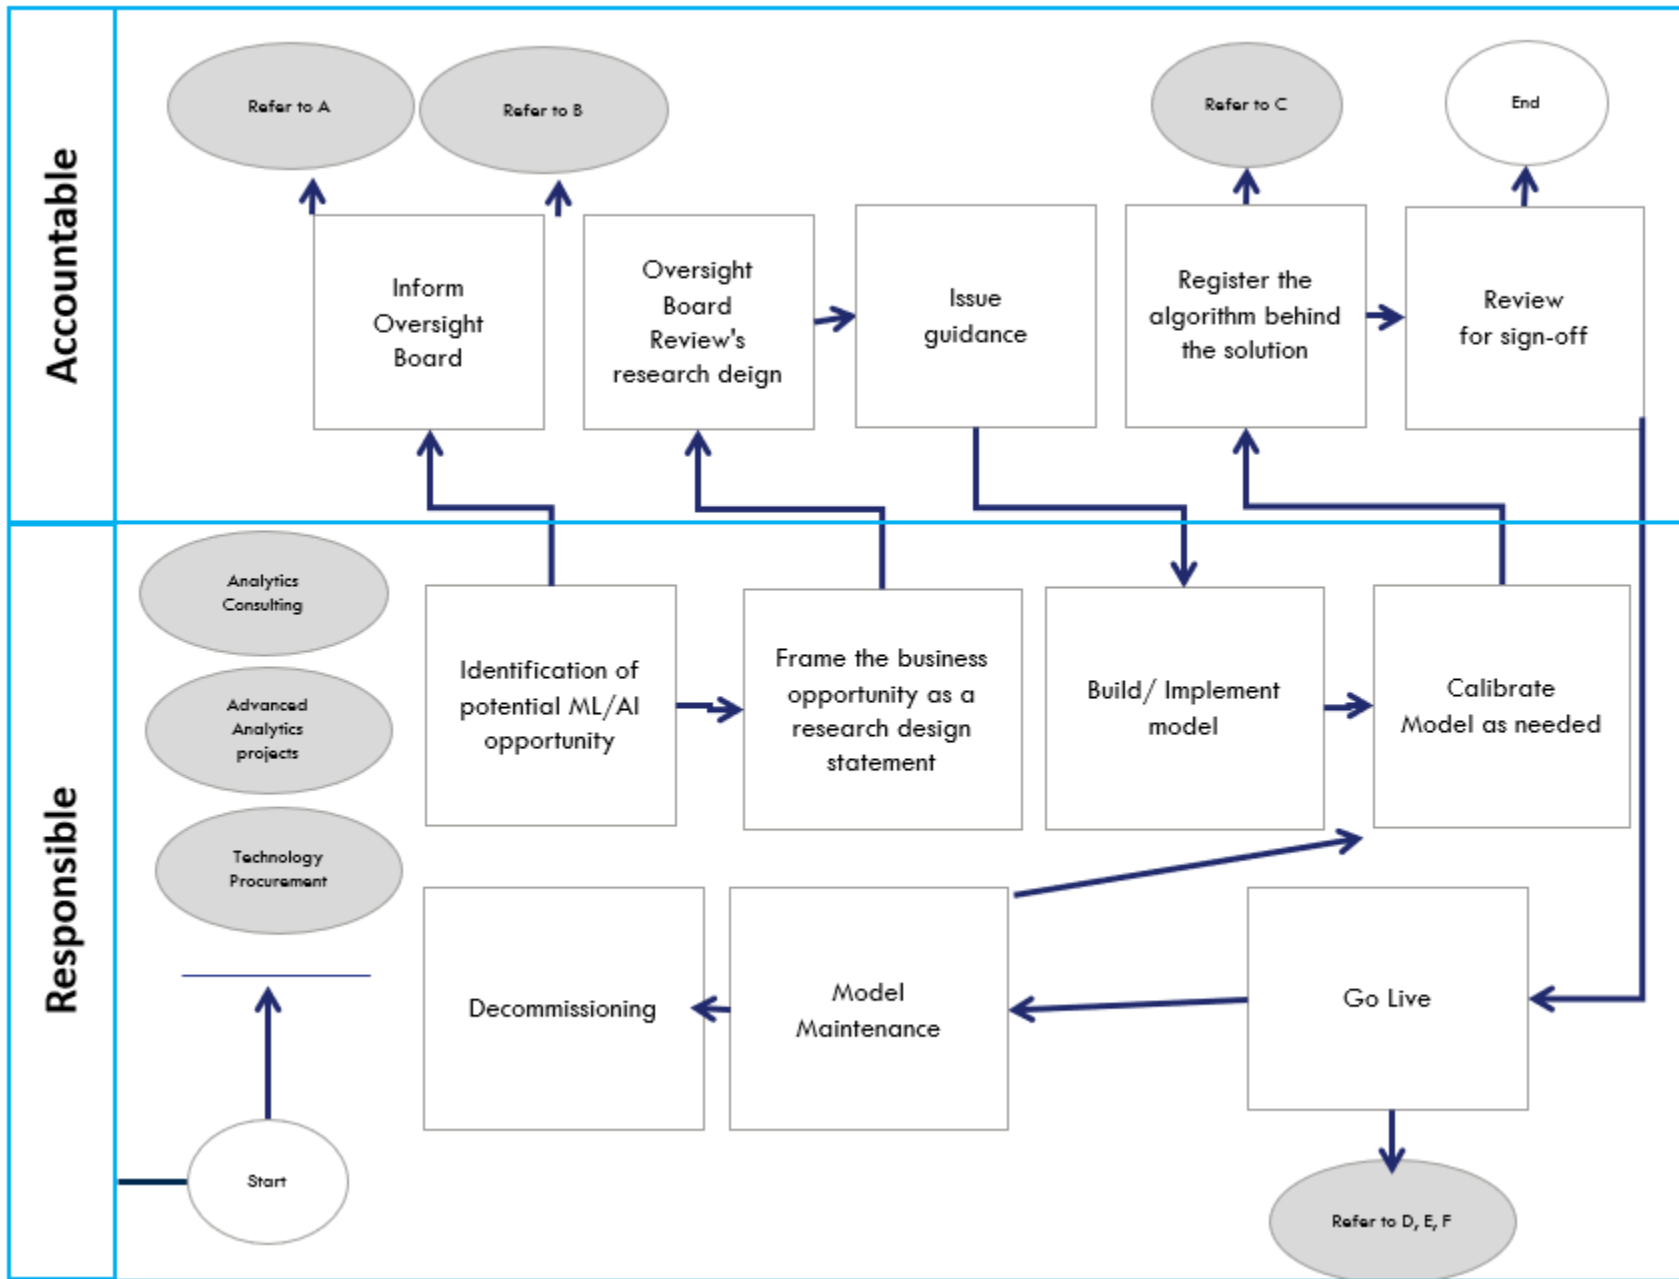 Accountable
Refer to A
Refer to B
Refer to C
End
Inform
Oversight
Board
Oversight
Board
Review's
research deign
Issue
guidance
Register the
algorithm behind
the solution
Review
for sign-off
Responsible
Analytics
Consulting
Advanced
Analytics
projects
Technology
Procurement
Start
Identification of
potential ML/AI
opportunity
Frame the business
opportunity as a
research design
statement
Build/ Implement
model
Calibrate
Model as needed
Decommissioning
Model
Maintenance
Go Live
Refer to D, E, F